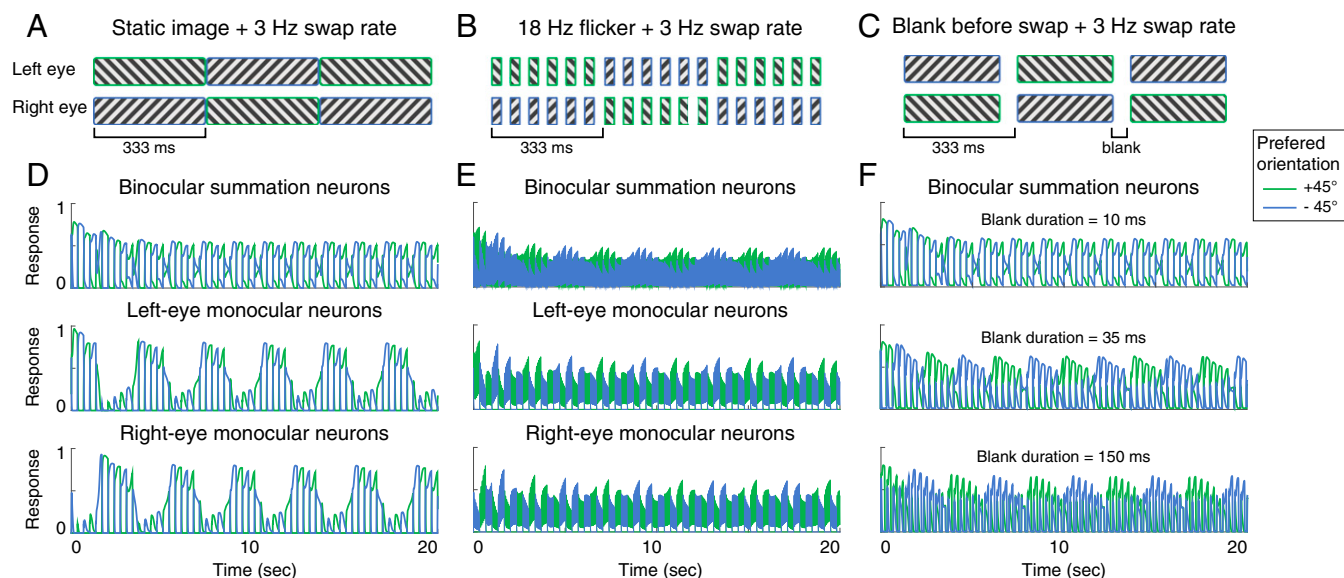 A Static image + 3 Hz swap rate
B 18 Hz flicker + 3 Hz swap rate
C Blank before swap + 3 Hz swap rate
Left eye
Right eye
333 ms
333 ms
333 ms
blank
Preferred
orientation
+45°
- 45°
D Binocular summation neurons
E Binocular summation neurons
F Binocular summation neurons
Response
1
0
Blank duration = 10 ms
Left-eye monocular neurons
Left-eye monocular neurons
Response
1
0
Blank duration = 35 ms
Right-eye monocular neurons
Right-eye monocular neurons
Response
1
0
Blank duration = 150 ms
0 10 20
0 10 20
0 10 20
Time (sec)
Time (sec)
Time (sec)